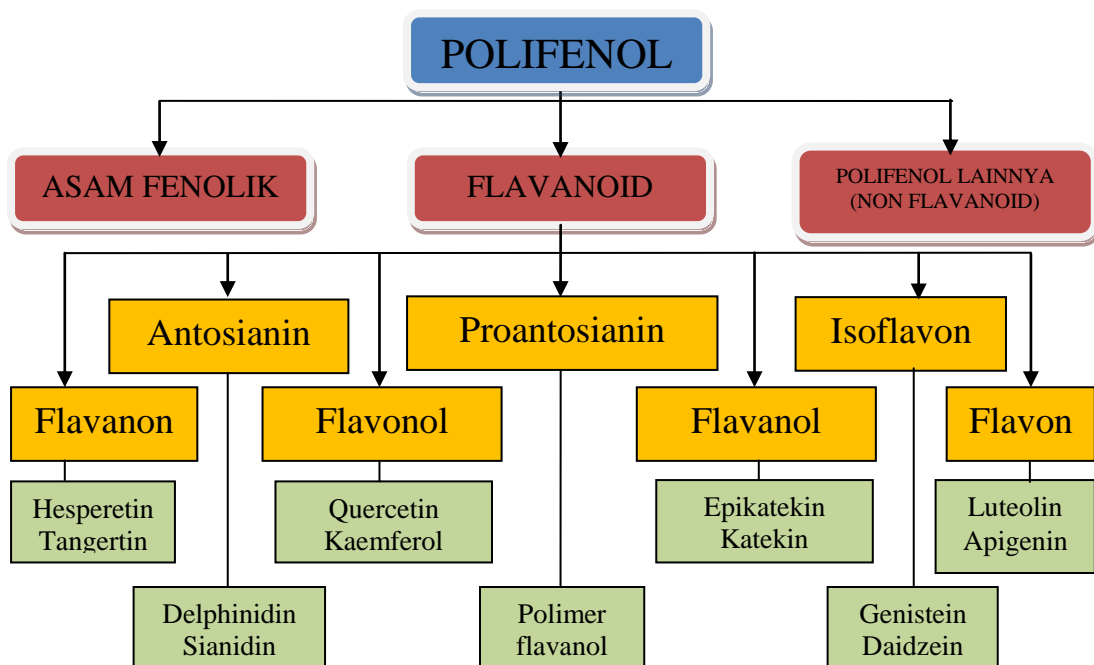 POLIFENOL
ASAM FENOLIK
FLAVANOID
POLIFENOL LAINNYA
(NON FLAVANOID)
Antosianin
Proantosianin
Isoflavon
Flavanon
Flavonol
Flavanol
Flavon
Hesperetin
Tangertin
Quercetin
Kaemferol
Epikatekin
Katekin
Luteolin
Apigenin
Delphinidin
Sianidin
Polimer
flavanol
Genistein
Daidzein